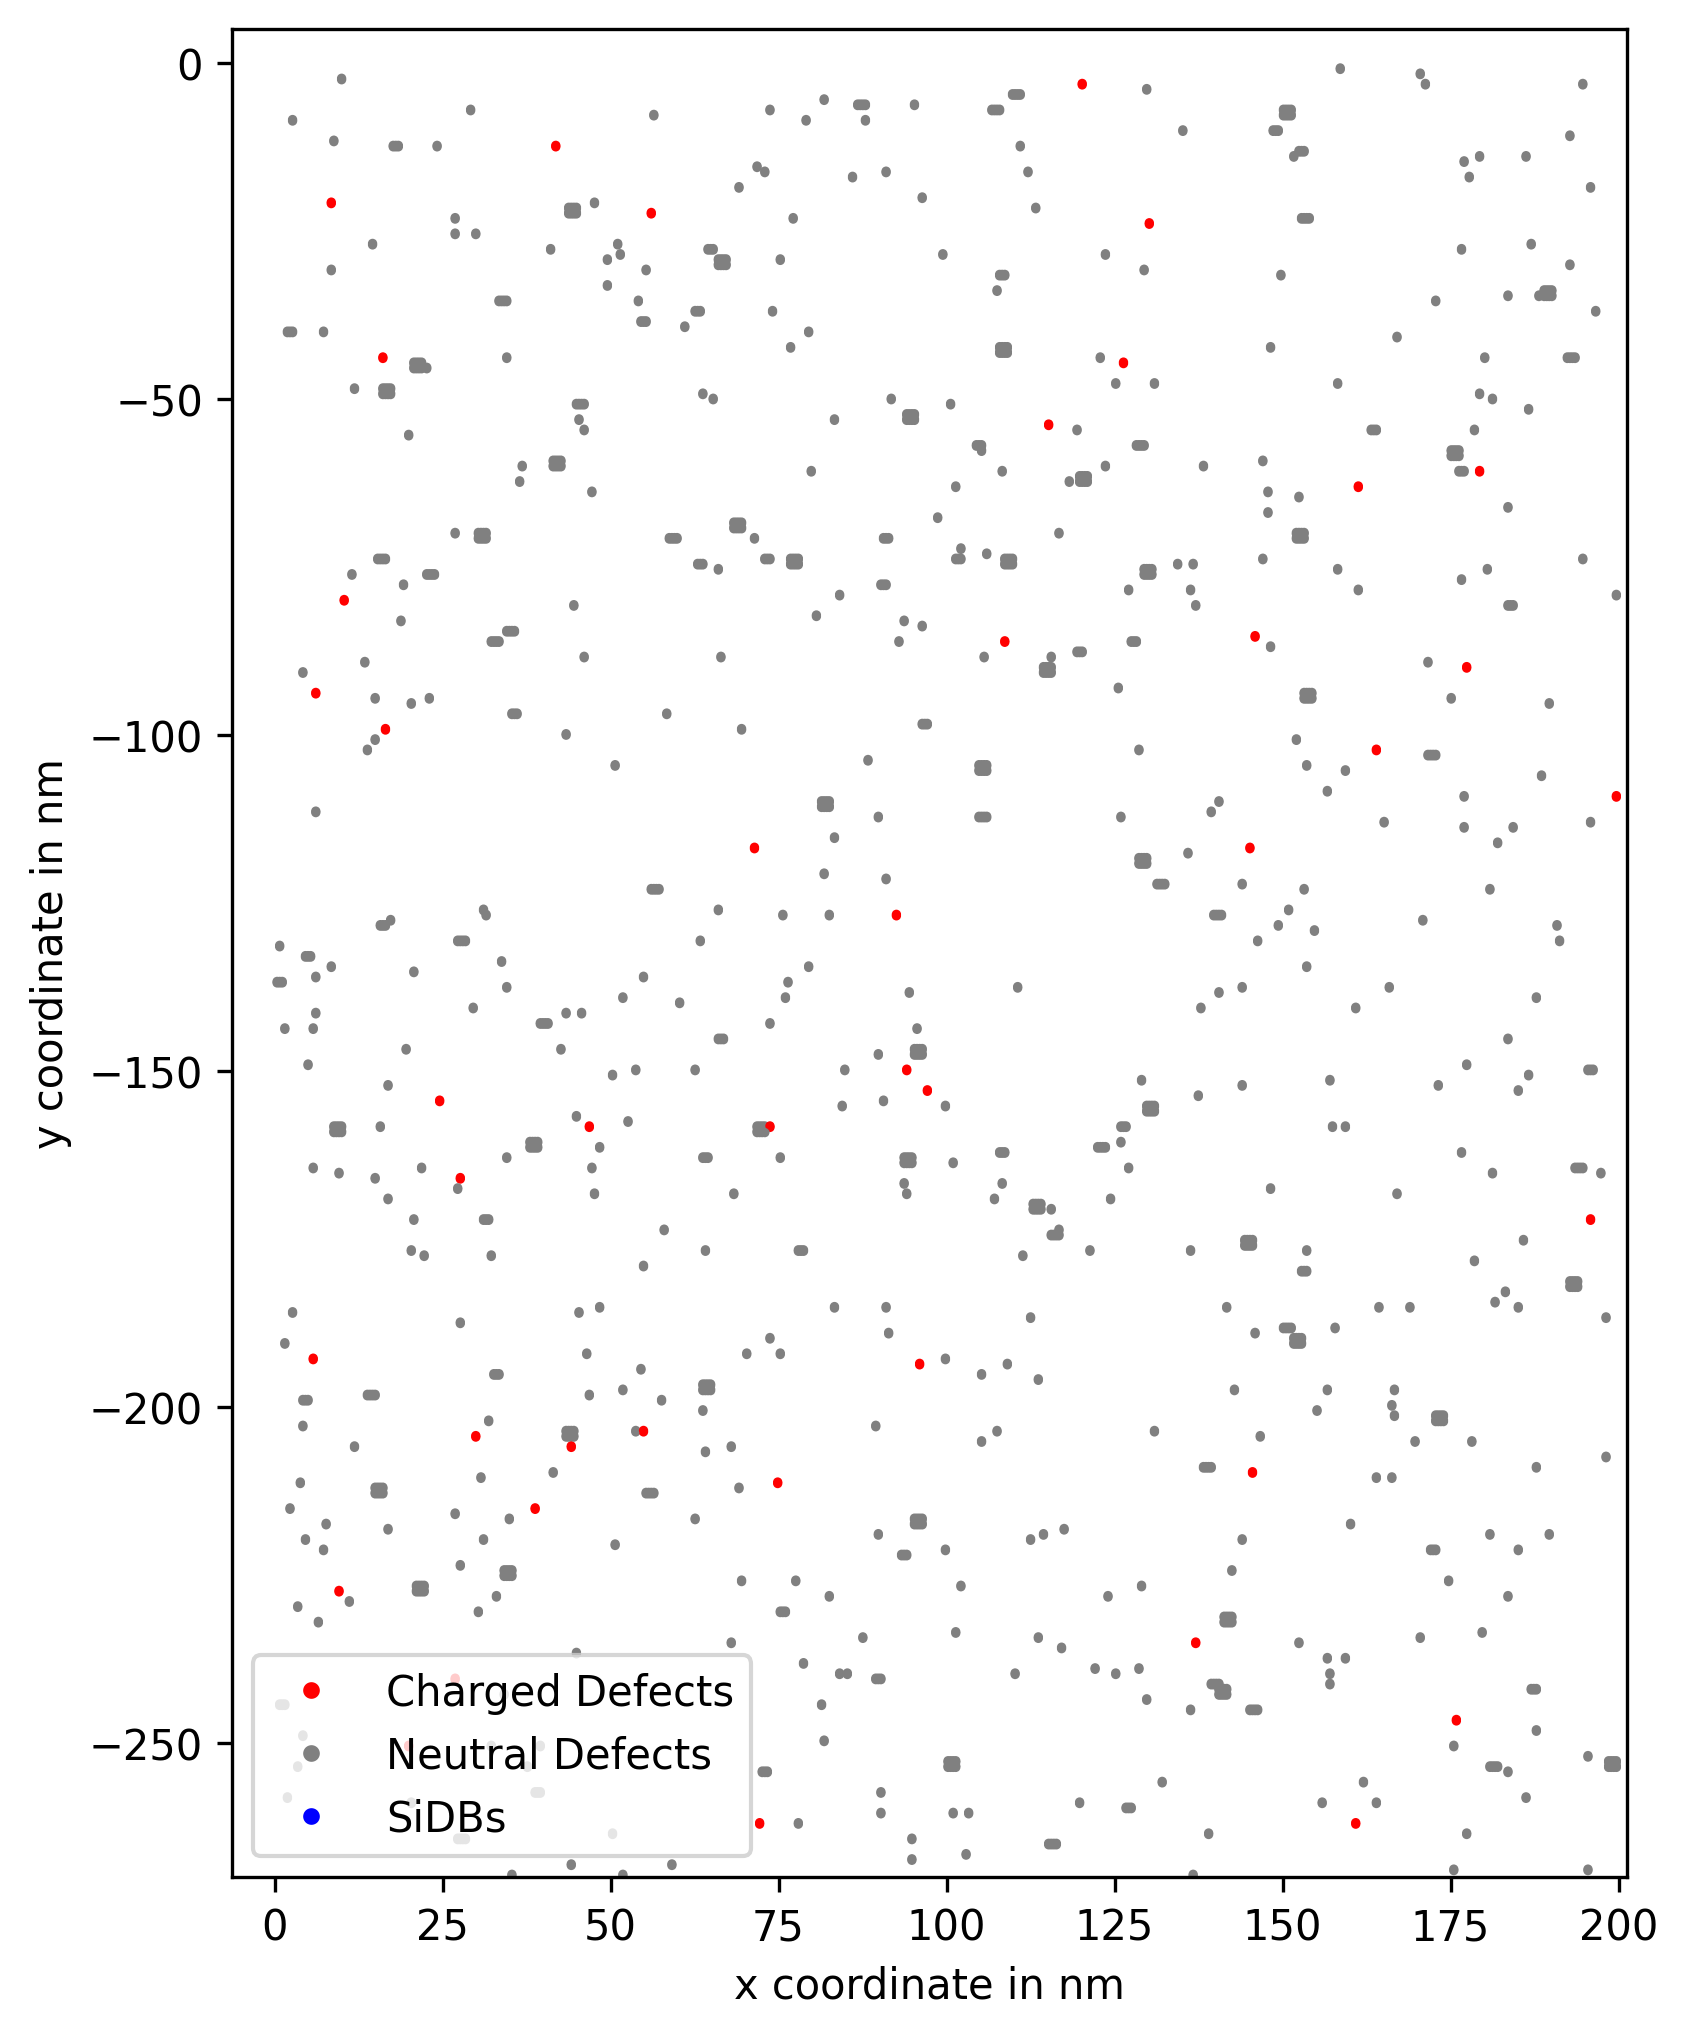 0
−50
−100
−150
−200
−250
y coordinate in nm
Charged Defects
Neutral Defects
SiDBs
0 25 50 75 100 125 150 175 200
x coordinate in nm